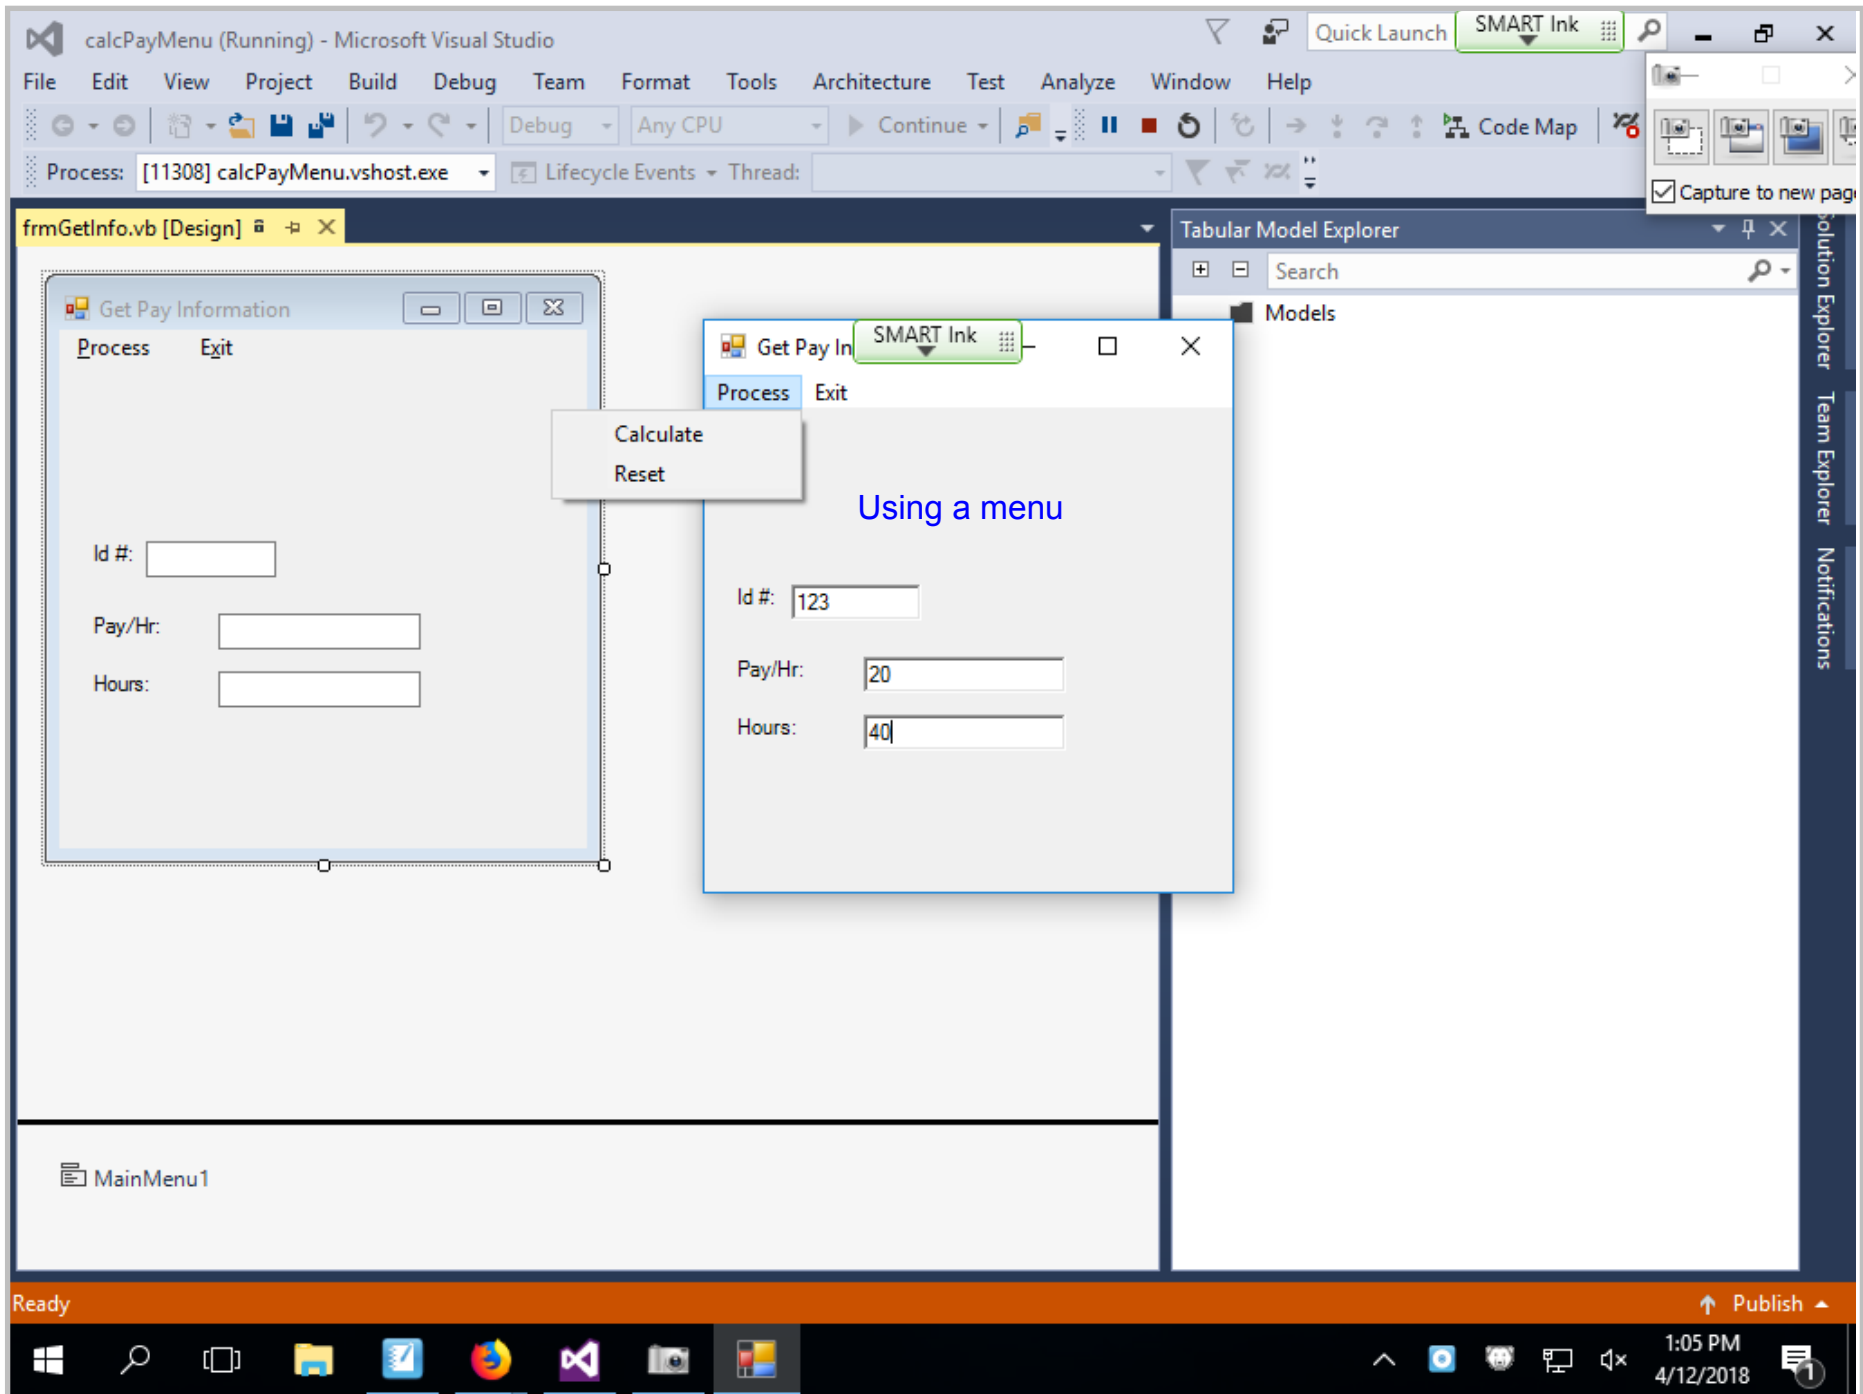 calcPayMenu (Running) - Microsoft Visual Studio
Quick Launch
SMART Ink
File Edit View Project Build Debug Team Format Tools Architecture Test Analyze Window Help
Debug Any CPU Continue Code Map
Process: [11308] calcPayMenu.vshost.exe Lifecycle Events Thread:
Capture to new page
frmGetInfo.vb [Design]
Tabular Model Explorer
Search
Models
Solution Explorer
Team Explorer
Notifications
Get Pay Information
Process Exit
Id #:
Pay/Hr:
Hours:
Get Pay In
SMART Ink
Process Exit
Calculate
Reset
Using a menu
Id #: 123
Pay/Hr: 20
Hours: 40
MainMenu1
Ready
Publish
1:05 PM
4/12/2018
1